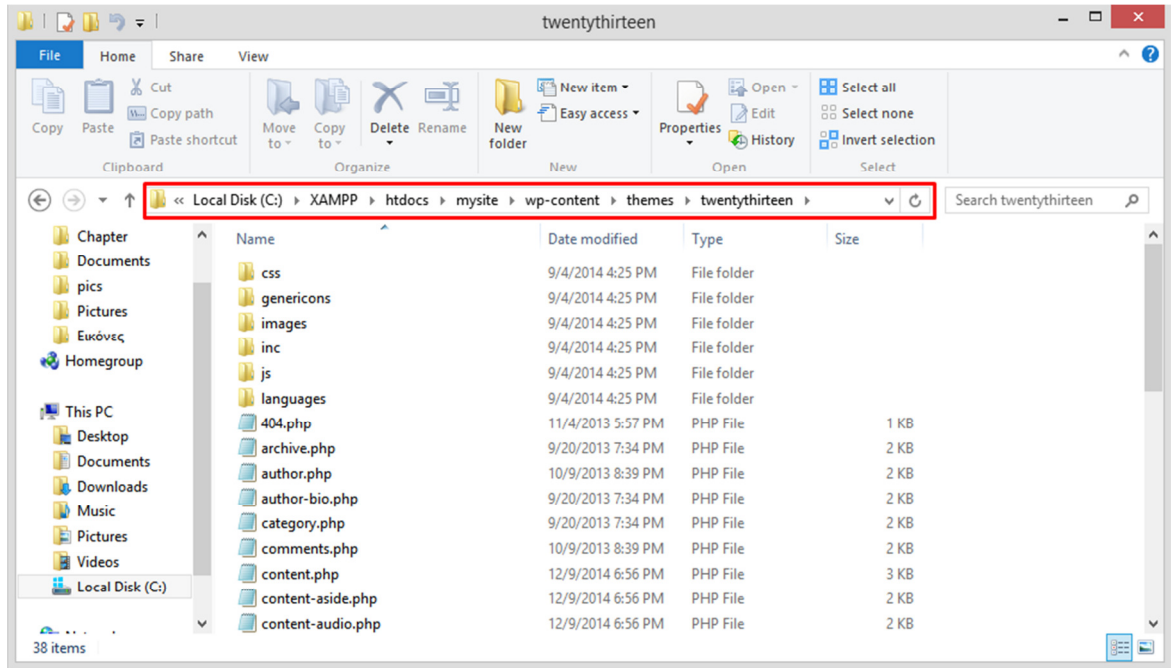 twentythirteen
File Home Share View
Copy
Paste
Cut
Copy path
Paste shortcut
Clipboard
Move to
Copy to
Delete
Rename
Organize
New folder
New item
Easy access
New
Properties
Open
Edit
History
Open
Select all
Select none
Invert selection
Select
« Local Disk (C:) XAMPP htdocs mysite wp-content themes twentythirteen
Search twentythirteen
Chapter
Documents
pics
Pictures
Εικόνες
Homegroup
This PC
Desktop
Documents
Downloads
Music
Pictures
Videos
Local Disk (C:)
Name Date modified Type Size
css 9/4/2014 4:25 PM File folder
genericons 9/4/2014 4:25 PM File folder
images 9/4/2014 4:25 PM File folder
inc 9/4/2014 4:25 PM File folder
js 9/4/2014 4:25 PM File folder
languages 9/4/2014 4:25 PM File folder
404.php 11/4/2013 5:57 PM PHP File 1 KB
archive.php 9/20/2013 7:34 PM PHP File 2 KB
author.php 10/9/2013 8:39 PM PHP File 2 KB
author-bio.php 9/20/2013 7:34 PM PHP File 2 KB
category.php 9/20/2013 7:34 PM PHP File 2 KB
comments.php 10/9/2013 8:39 PM PHP File 2 KB
content.php 12/9/2014 6:56 PM PHP File 3 KB
content-aside.php 12/9/2014 6:56 PM PHP File 2 KB
content-audio.php 12/9/2014 6:56 PM PHP File 2 KB
38 items